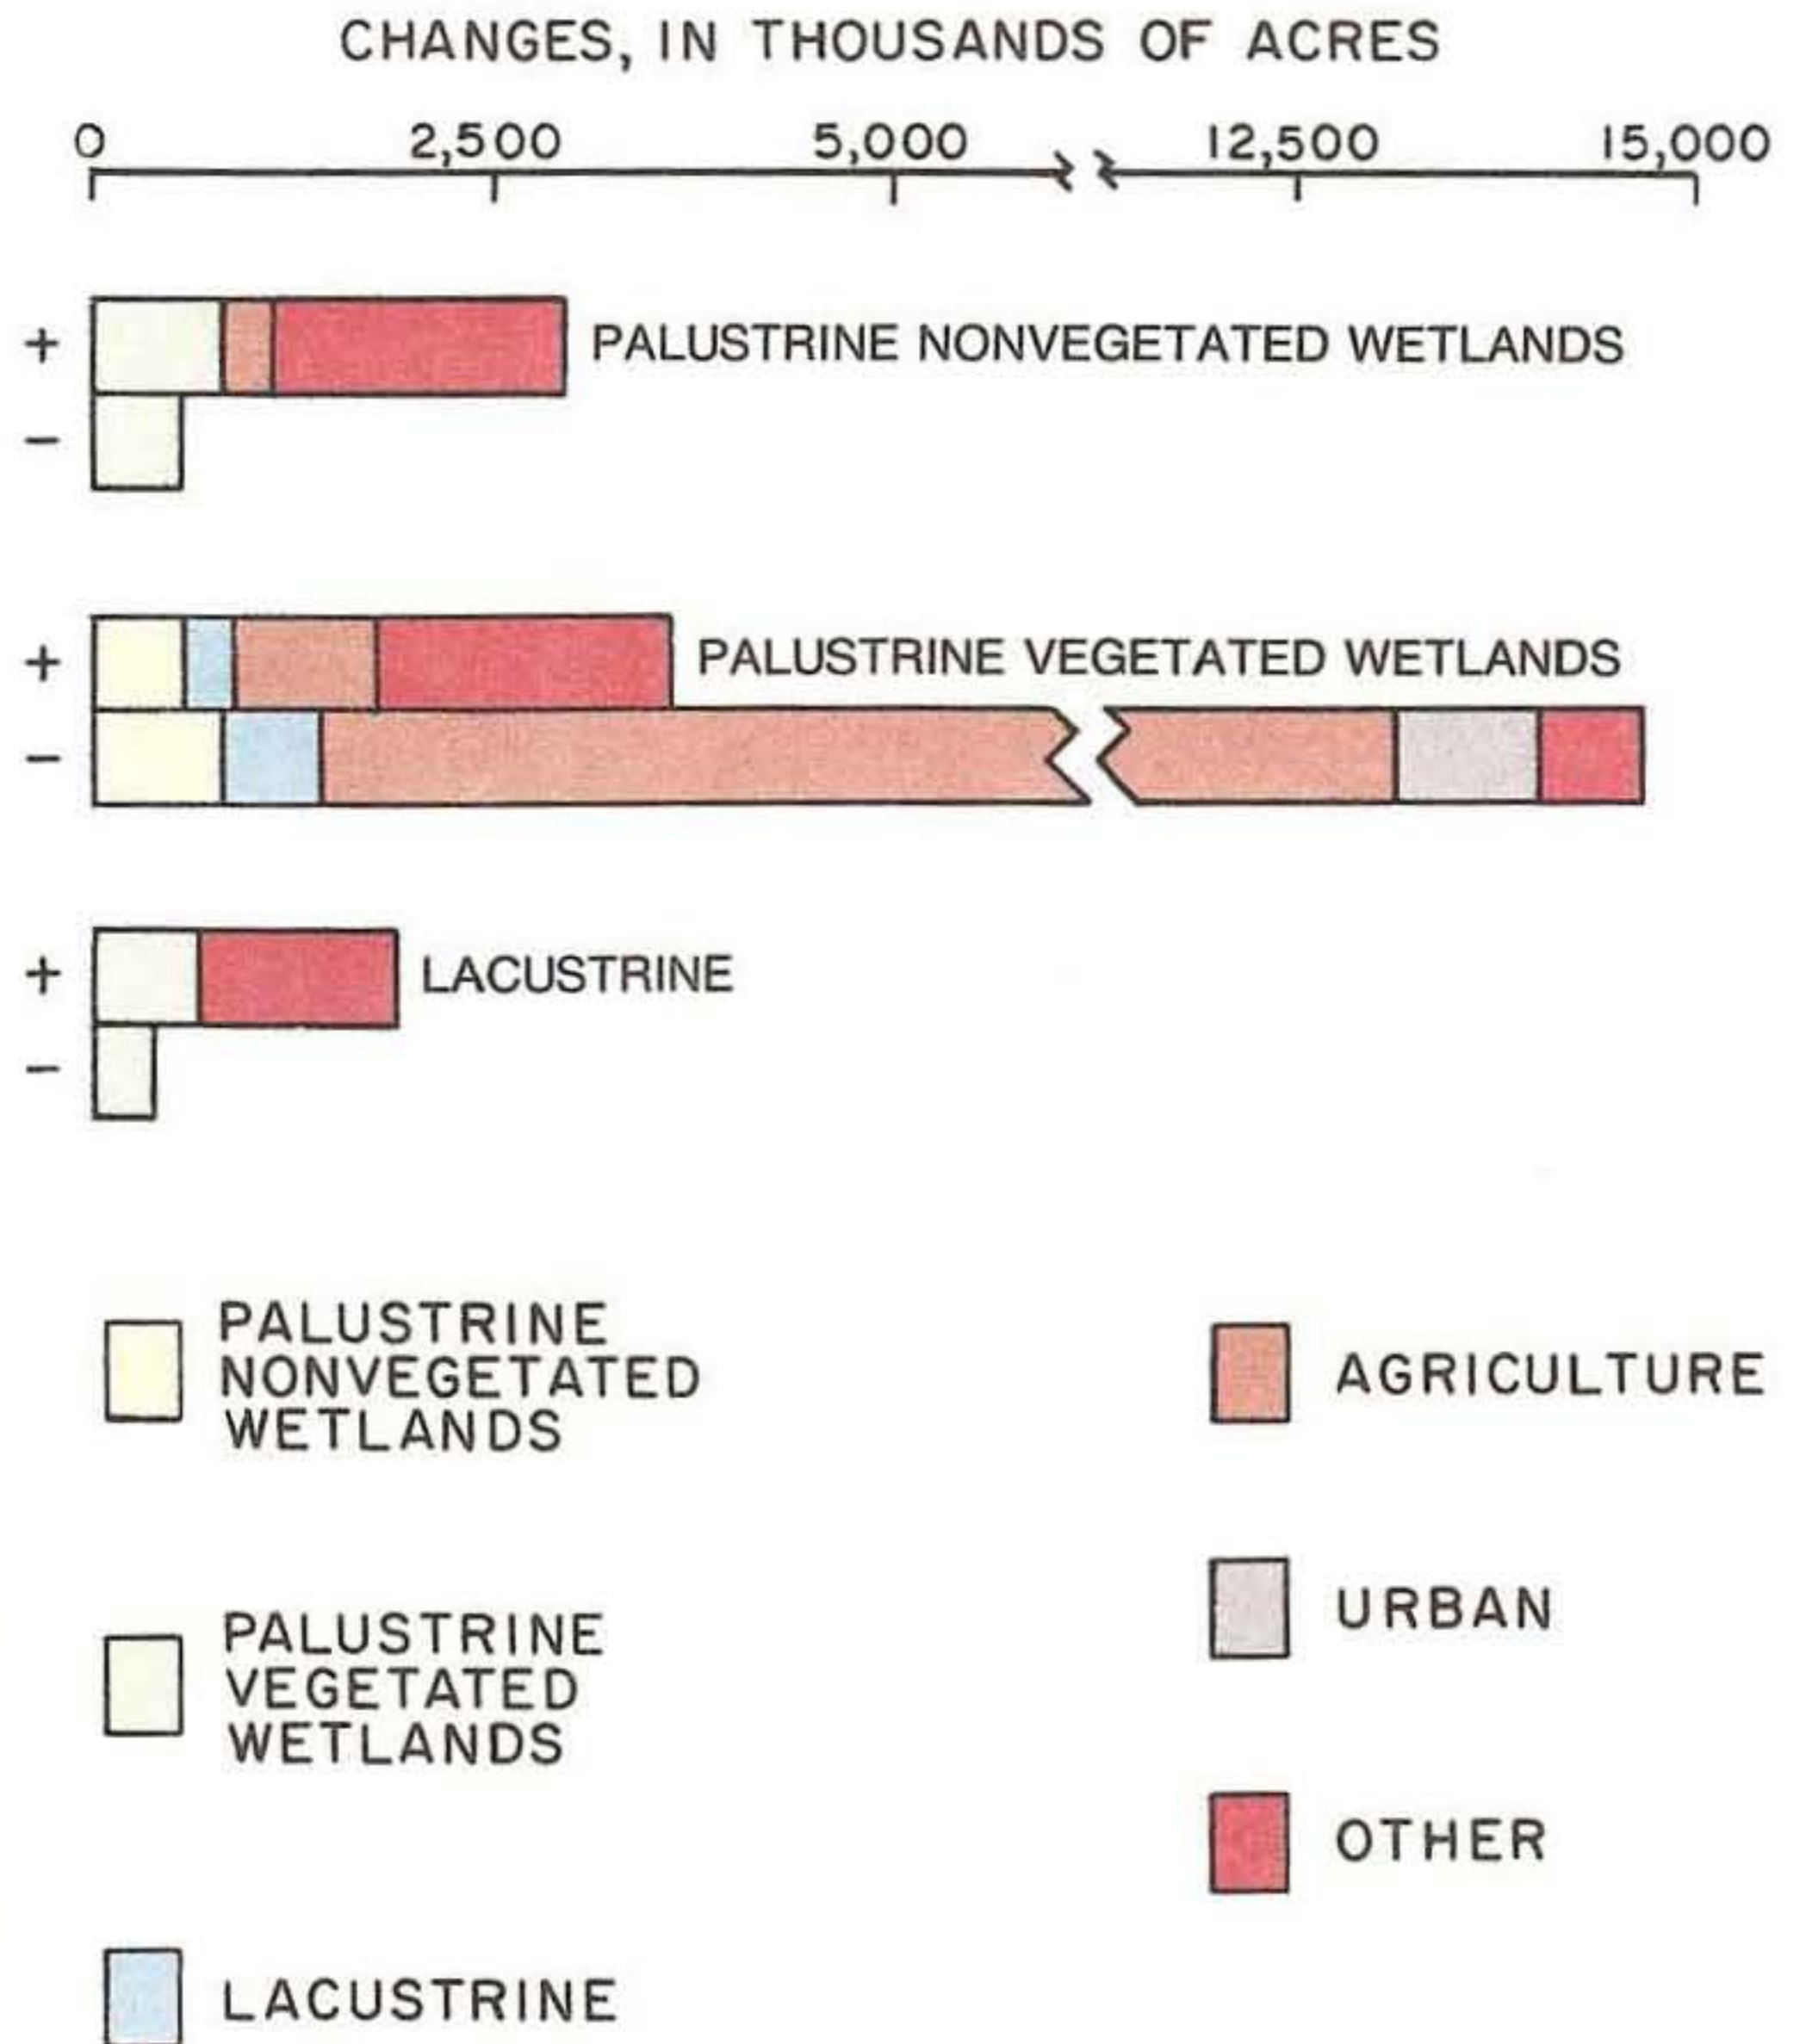 CHANGES, IN THOUSANDS OF ACRES
0 2,500 5,000 12,500 15,000
+ PALUSTRINE NONVEGETATED WETLANDS
−
+ PALUSTRINE VEGETATED WETLANDS
−
+ LACUSTRINE
−
PALUSTRINE
NONVEGETATED
WETLANDS
PALUSTRINE
VEGETATED
WETLANDS
LACUSTRINE
AGRICULTURE
URBAN
OTHER